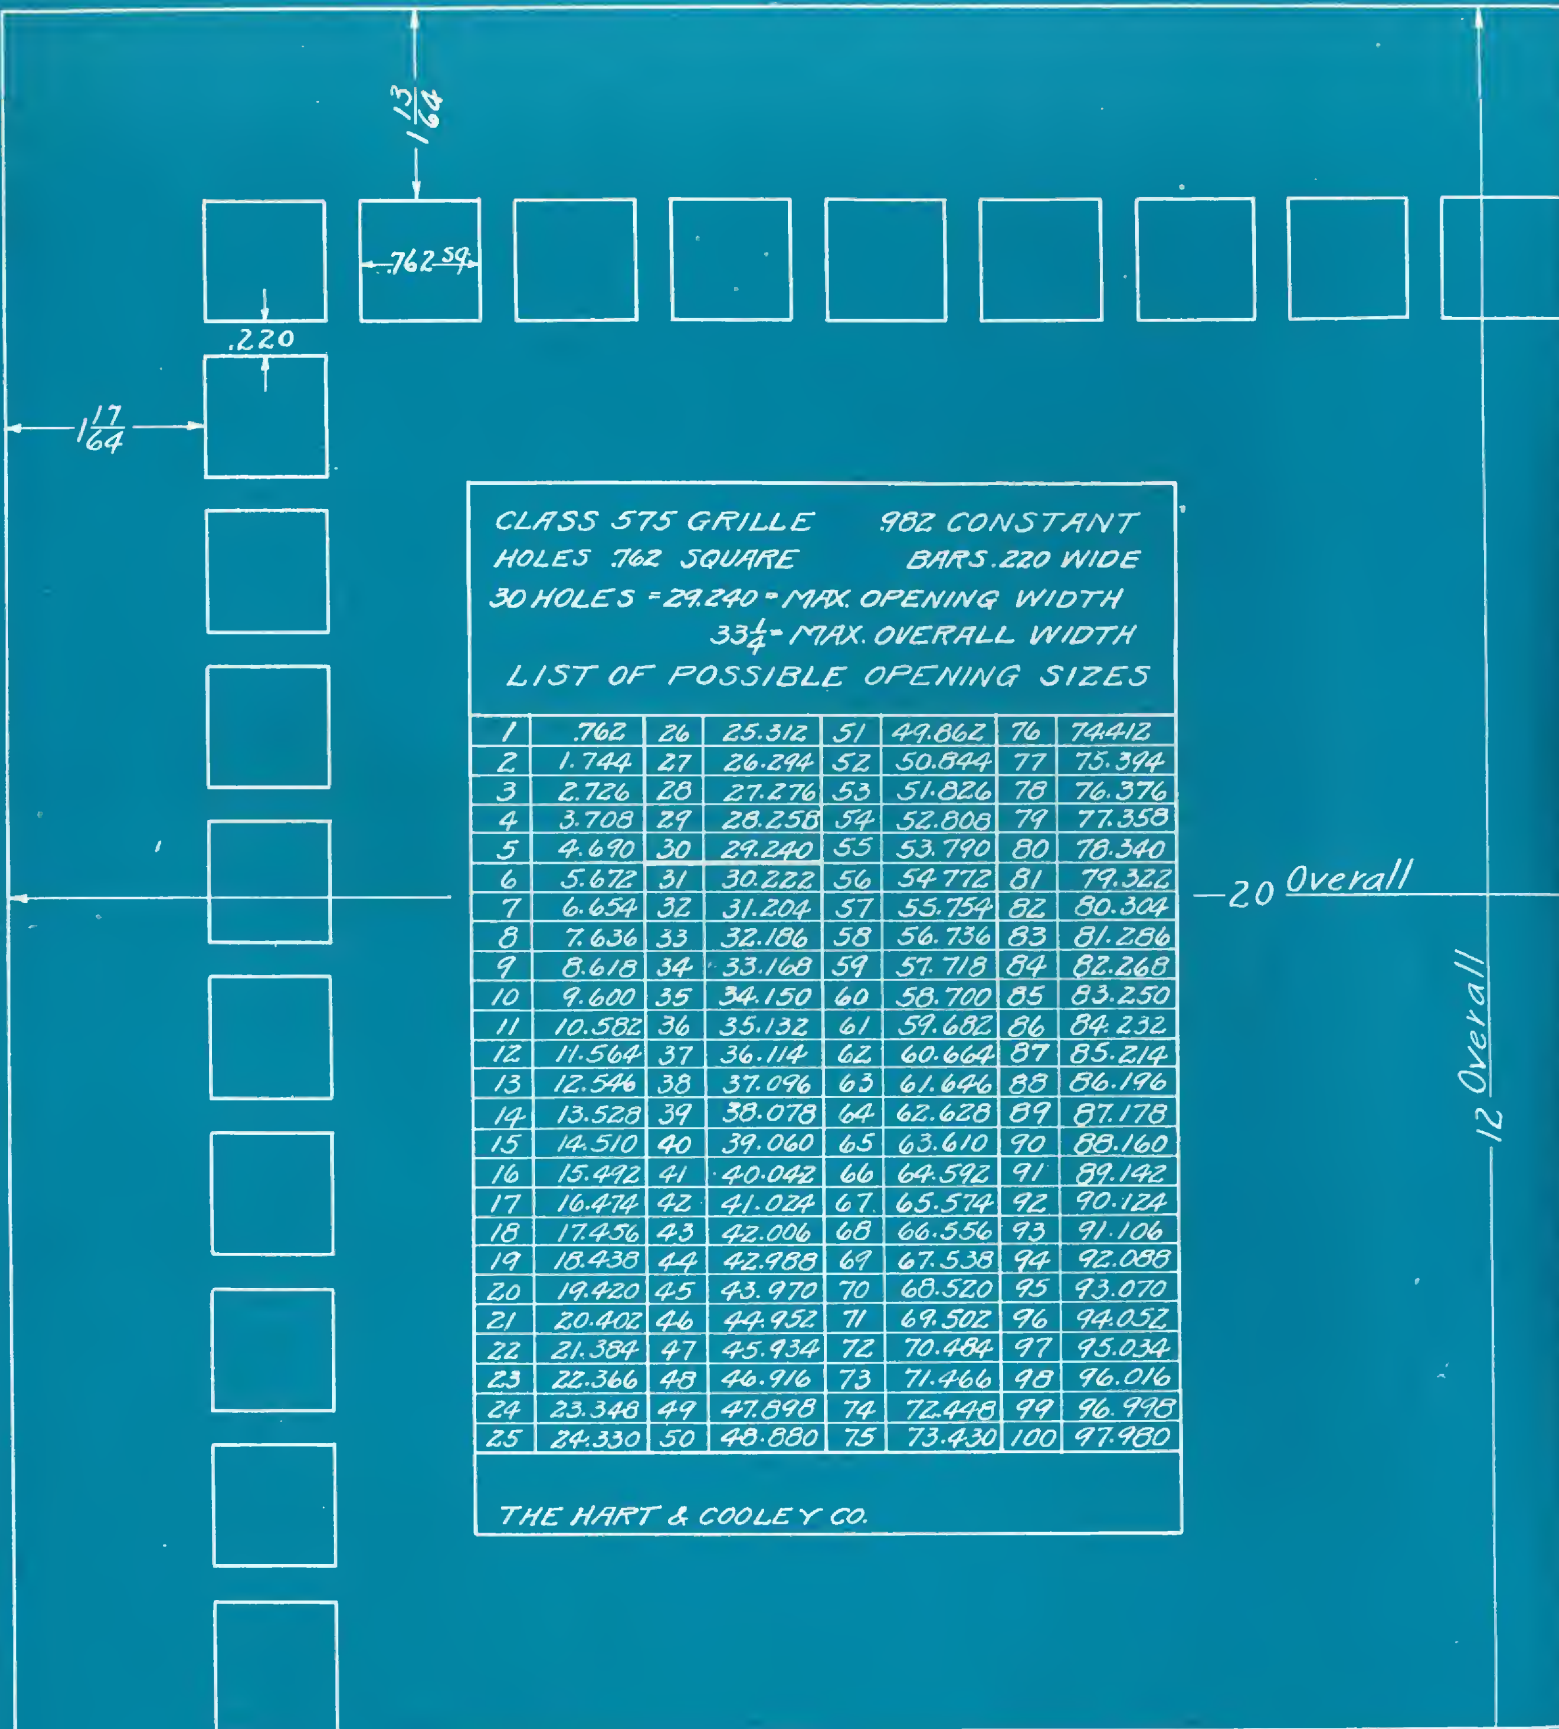 1 13/64
.762 sq.
.220
1 17/64
CLASS 575 GRILLE .982 CONSTANT
HOLES .762 SQUARE BARS .220 WIDE
30 HOLES = 29.240 = MAX. OPENING WIDTH
33 1/4 = MAX. OVERALL WIDTH
LIST OF POSSIBLE OPENING SIZES
1 .762 26 25.312 51 49.862 76 74.412
2 1.744 27 26.294 52 50.844 77 75.394
3 2.726 28 27.276 53 51.826 78 76.376
4 3.708 29 28.258 54 52.808 79 77.358
5 4.690 30 29.240 55 53.790 80 78.340
6 5.672 31 30.222 56 54.772 81 79.322
7 6.654 32 31.204 57 55.754 82 80.304
8 7.636 33 32.186 58 56.736 83 81.286
9 8.618 34 33.168 59 57.718 84 82.268
10 9.600 35 34.150 60 58.700 85 83.250
11 10.582 36 35.132 61 59.682 86 84.232
12 11.564 37 36.114 62 60.664 87 85.214
13 12.546 38 37.096 63 61.646 88 86.196
14 13.528 39 38.078 64 62.628 89 87.178
15 14.510 40 39.060 65 63.610 90 88.160
16 15.492 41 40.042 66 64.592 91 89.142
17 16.474 42 41.024 67 65.574 92 90.124
18 17.456 43 42.006 68 66.556 93 91.106
19 18.438 44 42.988 69 67.538 94 92.088
20 19.420 45 43.970 70 68.520 95 93.070
21 20.402 46 44.952 71 69.502 96 94.052
22 21.384 47 45.934 72 70.484 97 95.034
23 22.366 48 46.916 73 71.466 98 96.016
24 23.348 49 47.898 74 72.448 99 96.998
25 24.330 50 48.880 75 73.430 100 97.980
THE HART & COOLEY CO.
20 Overall
12 Overall